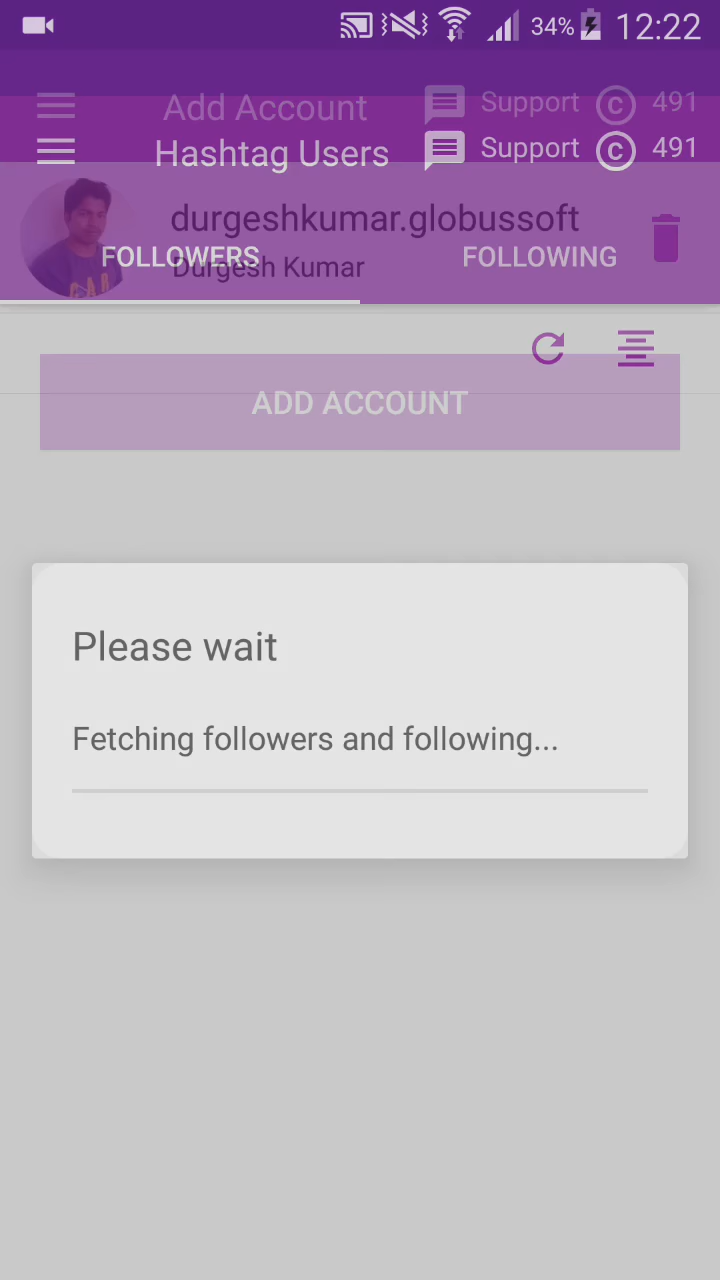 34% 12:22
Add Account Support C 491
Hashtag Users Support C 491
durgeshkumar.globussoft
FOLLOWERS FOLLOWING
Durgesh Kumar
ADD ACCOUNT
Please wait
Fetching followers and following...